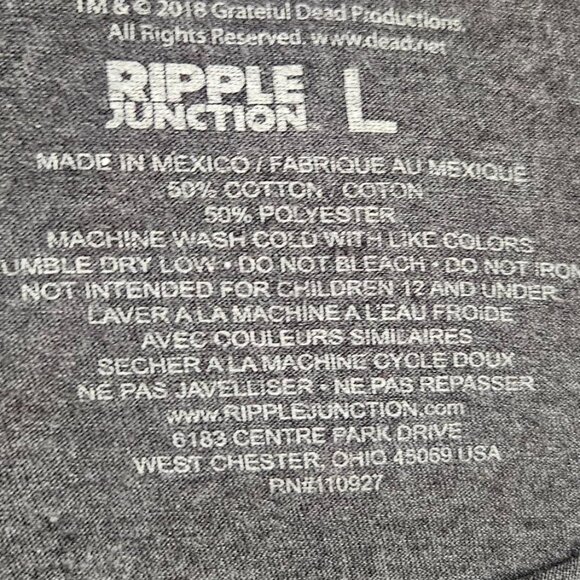 TM & © 2018 Grateful Dead Productions.
All Rights Reserved. www.dead.net
RIPPLE
JUNCTION L
MADE IN MEXICO / FABRIQUE AU MEXIQUE
50% COTTON / COTON
50% POLYESTER
MACHINE WASH COLD WITH LIKE COLORS
UMBLE DRY LOW • DO NOT BLEACH • DO NOT IRON
NOT INTENDED FOR CHILDREN 12 AND UNDER
LAVER A LA MACHINE A L'EAU FROIDE
AVEC COULEURS SIMILAIRES
SECHER A LA MACHINE CYCLE DOUX
NE PAS JAVELLISER • NE PAS REPASSER
www.RIPPLEJUNCTION.com
6183 CENTRE PARK DRIVE
WEST CHESTER, OHIO 45069 USA
RN#110927